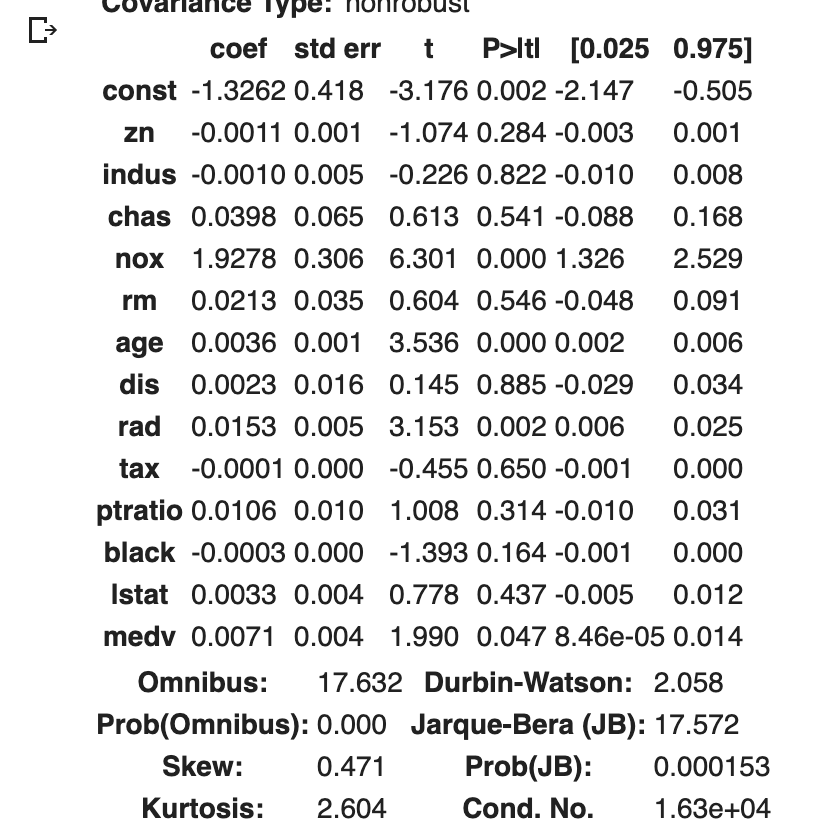 Covariance Type: nonrobust
coef std err t P>|t| [0.025 0.975]
const -1.3262 0.418 -3.176 0.002 -2.147 -0.505
zn -0.0011 0.001 -1.074 0.284 -0.003 0.001
indus -0.0010 0.005 -0.226 0.822 -0.010 0.008
chas 0.0398 0.065 0.613 0.541 -0.088 0.168
nox 1.9278 0.306 6.301 0.000 1.326 2.529
rm 0.0213 0.035 0.604 0.546 -0.048 0.091
age 0.0036 0.001 3.536 0.000 0.002 0.006
dis 0.0023 0.016 0.145 0.885 -0.029 0.034
rad 0.0153 0.005 3.153 0.002 0.006 0.025
tax -0.0001 0.000 -0.455 0.650 -0.001 0.000
ptratio 0.0106 0.010 1.008 0.314 -0.010 0.031
black -0.0003 0.000 -1.393 0.164 -0.001 0.000
lstat 0.0033 0.004 0.778 0.437 -0.005 0.012
medv 0.0071 0.004 1.990 0.047 8.46e-05 0.014
Omnibus: 17.632 Durbin-Watson: 2.058
Prob(Omnibus): 0.000 Jarque-Bera (JB): 17.572
Skew: 0.471 Prob(JB): 0.000153
Kurtosis: 2.604 Cond. No. 1.63e+04